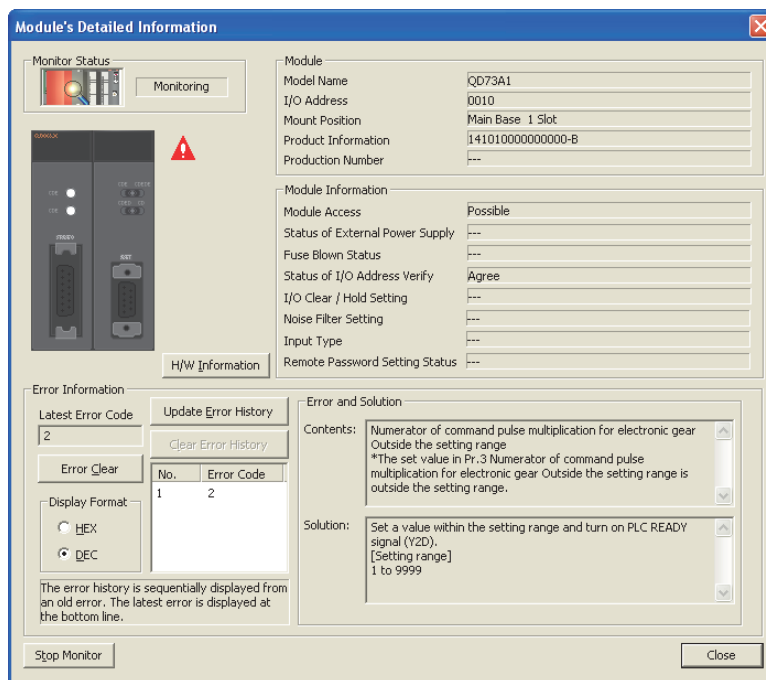 Module's Detailed Information
Monitor Status
Monitoring
Module
Model Name QD73A1
I/O Address 0010
Mount Position Main Base 1 Slot
Product Information 141010000000000-B
Production Number ---
Module Information
Module Access Possible
Status of External Power Supply ---
Fuse Blown Status ---
Status of I/O Address Verify Agree
I/O Clear / Hold Setting ---
Noise Filter Setting ---
Input Type ---
Remote Password Setting Status ---
H/W Information
Error Information
Latest Error Code
2
Update Error History
Clear Error History
Error Clear
Display Format
HEX
DEC
No. Error Code
1 2
The error history is sequentially displayed from
an old error. The latest error is displayed at
the bottom line.
Error and Solution
Contents:
Numerator of command pulse multiplication for electronic gear
Outside the setting range
*The set value in Pr.3 Numerator of command pulse
multiplication for electronic gear Outside the setting range is
outside the setting range.
Solution:
Set a value within the setting range and turn on PLC READY
signal (Y2D).
[Setting range]
1 to 9999
Stop Monitor
Close